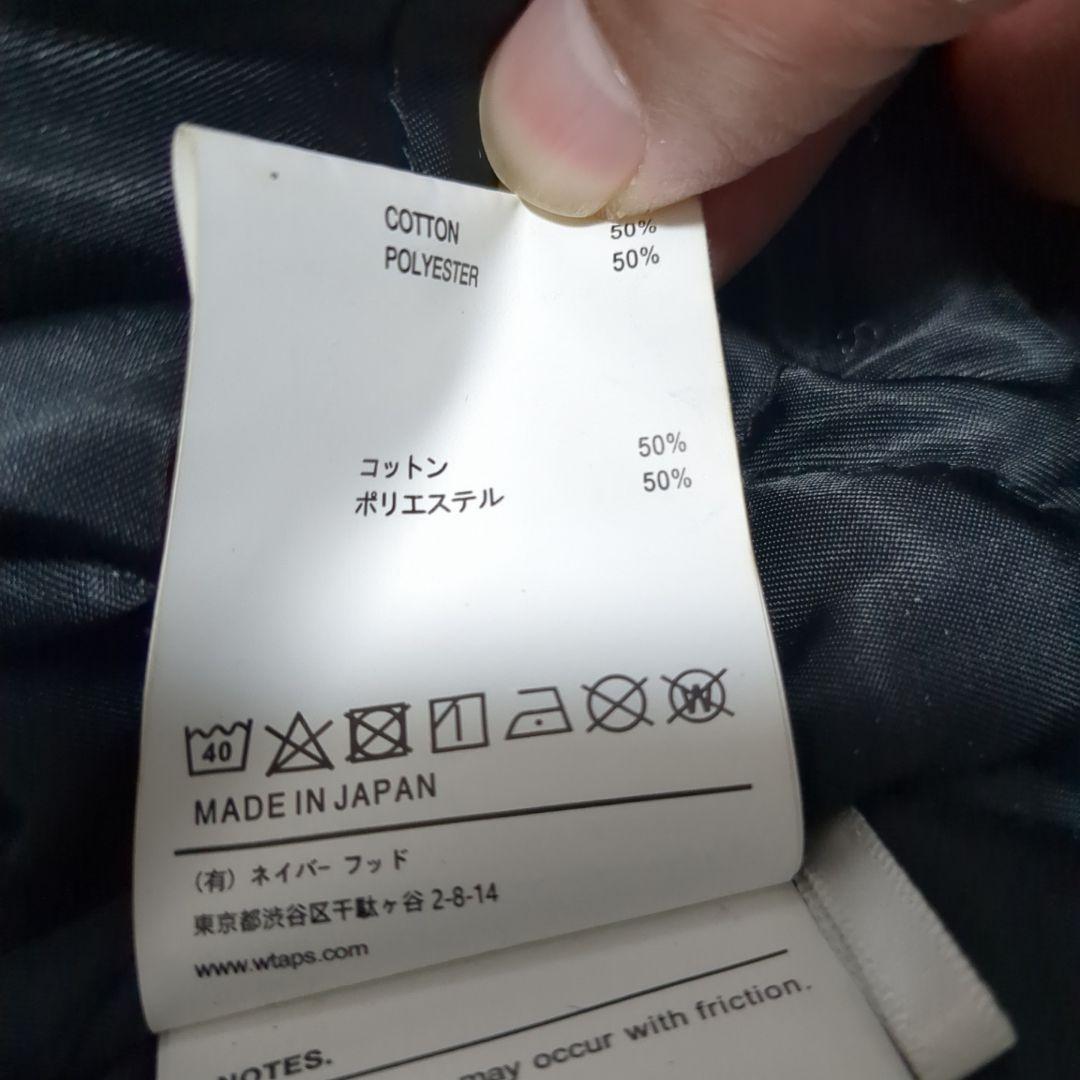 COTTON 50%
POLYESTER 50%
コットン 50%
ポリエステル 50%
40 W
MADE IN JAPAN
(有) ネイバー フッド
東京都渋谷区千駄ヶ谷 2-8-14
www.wtaps.com
NOTES.
may occur with friction.